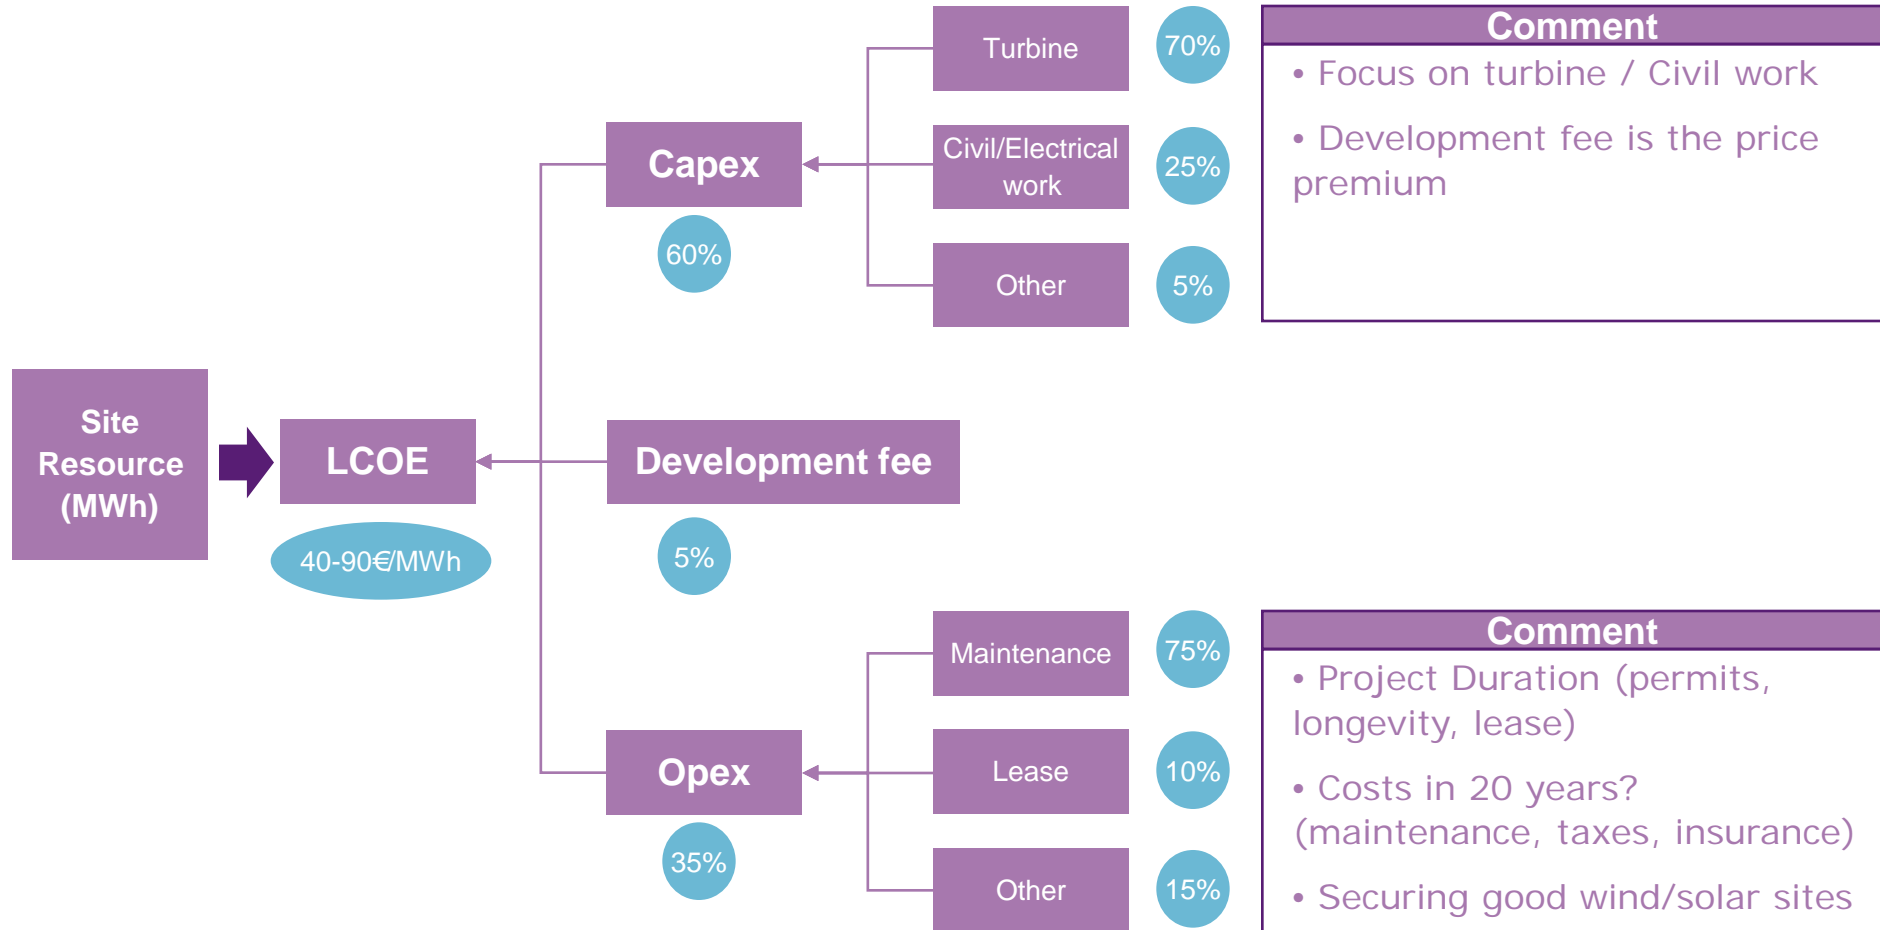 Turbine
70%
Comment
• Focus on turbine / Civil work
• Development fee is the price
premium
Capex
60%
Civil/Electrical
work
25%
Other
5%
Site
Resource
(MWh)
LCOE
40-90€/MWh
Development fee
5%
Maintenance
75%
Comment
• Project Duration (permits,
longevity, lease)
• Costs in 20 years?
(maintenance, taxes, insurance)
• Securing good wind/solar sites
Opex
35%
Lease
10%
Other
15%